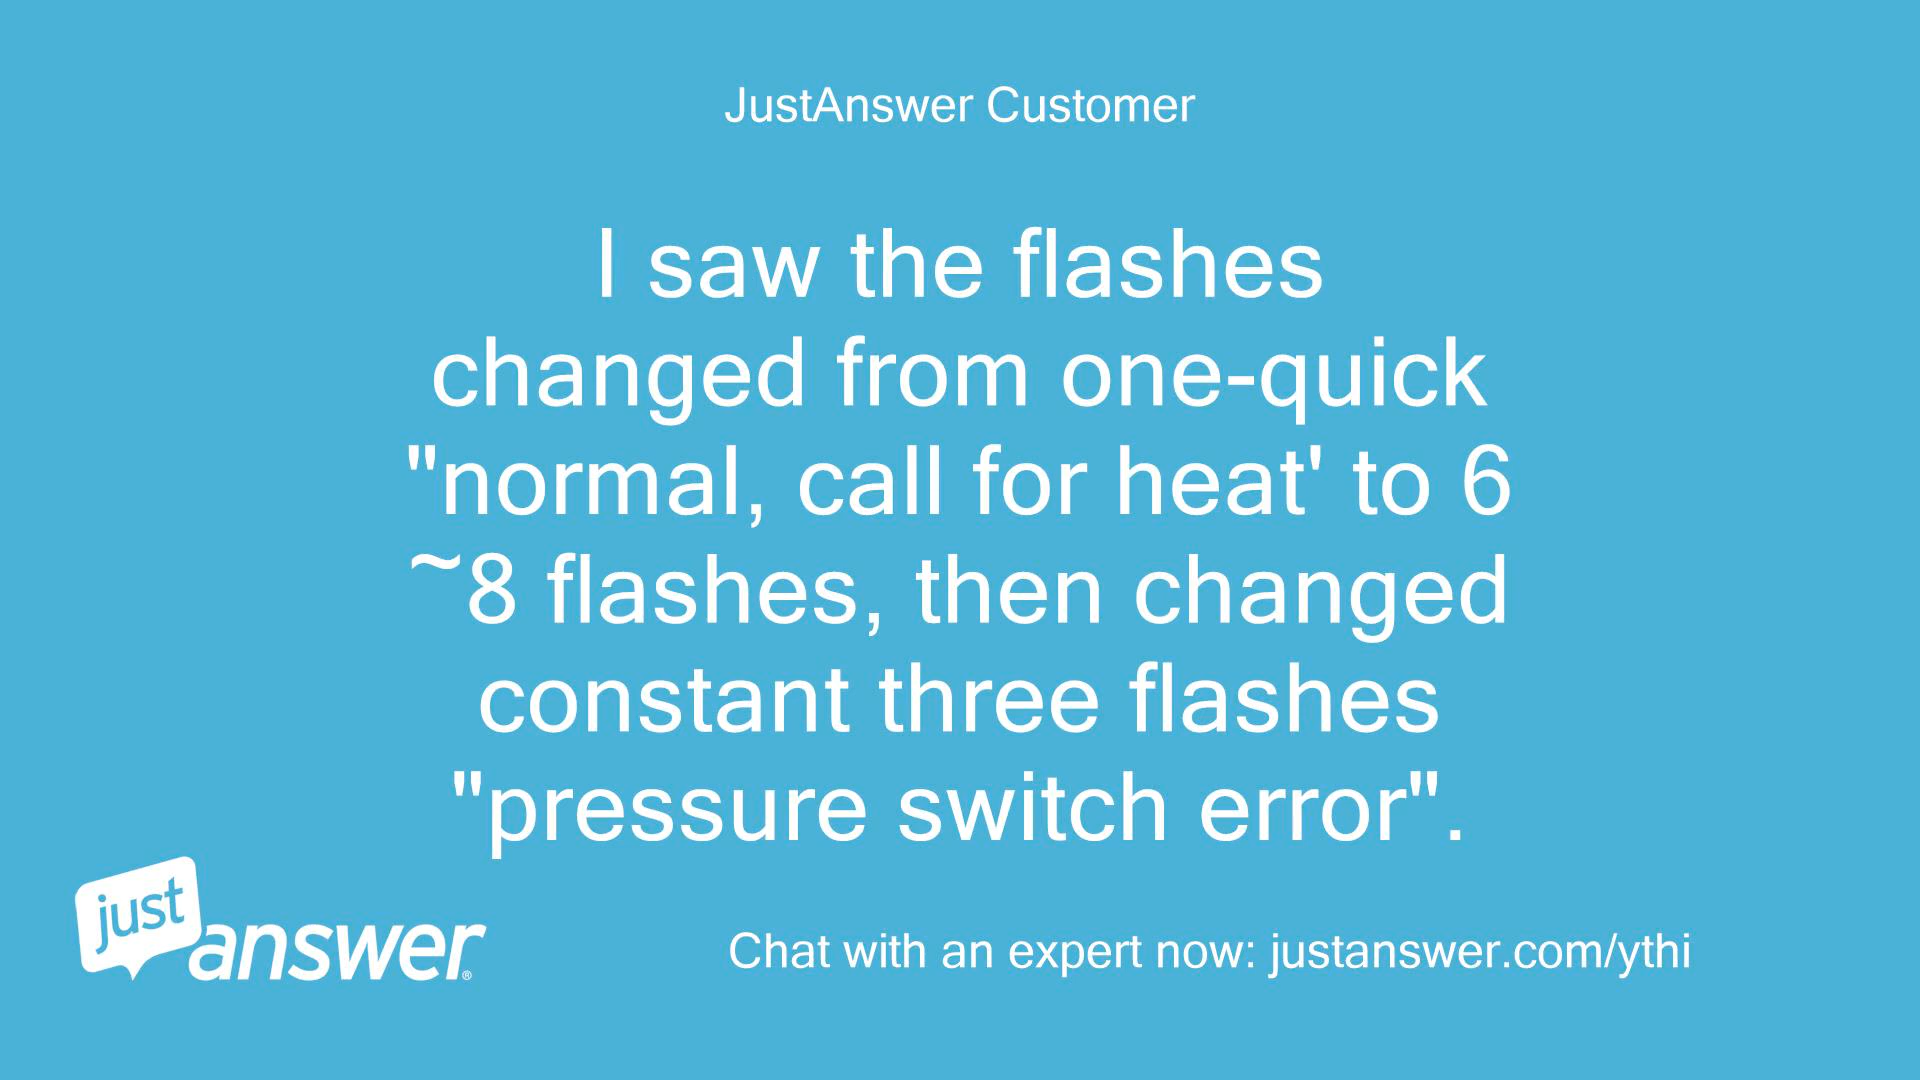 JustAnswer Customer
I saw the flashes
changed from one-quick
"normal, call for heat' to 6
~8 flashes, then changed
constant three flashes
"pressure switch error".
just
answer®
Chat with an expert now: justanswer.com/ythi